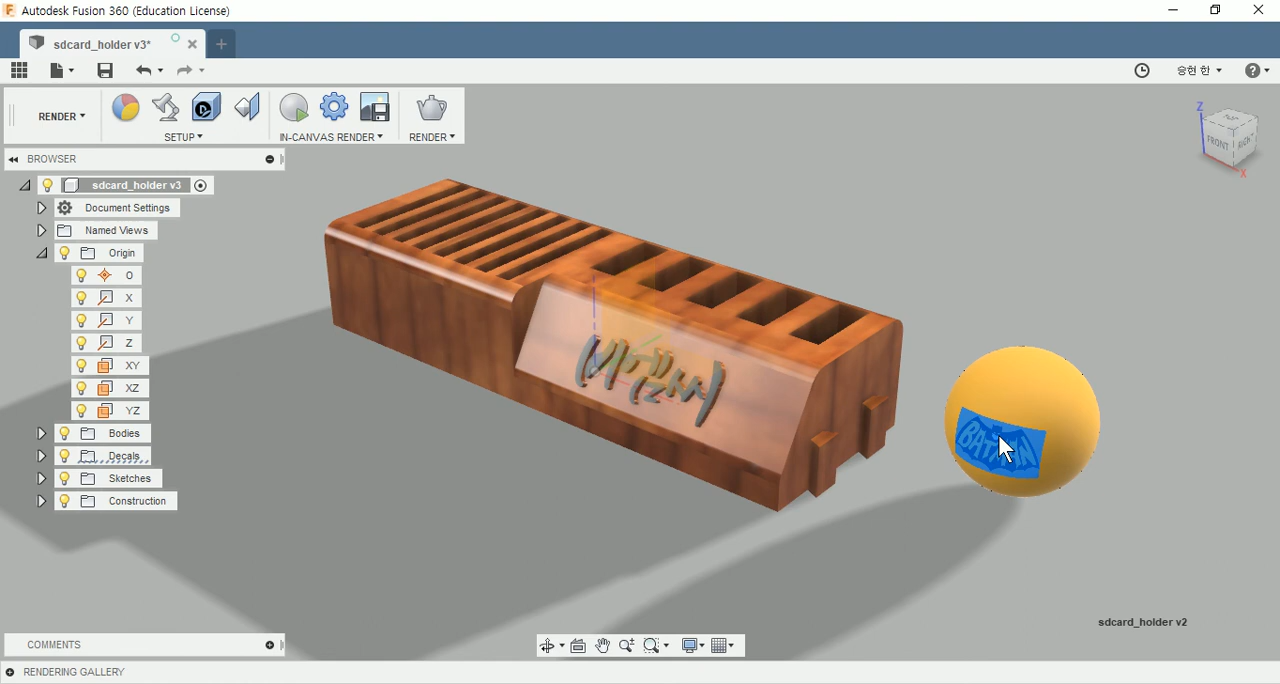 Autodesk Fusion 360 (Education License)
sdcard_holder v3*
승현 한
RENDER
SETUP
IN-CANVAS RENDER
RENDER
BROWSER
sdcard_holder v3
Document Settings
Named Views
Origin
O
X
Y
Z
XY
XZ
YZ
Bodies
Decals
Sketches
Construction
Z
TOP
FRONT
RIGHT
X
BATMAN
sdcard_holder v2
COMMENTS
RENDERING GALLERY